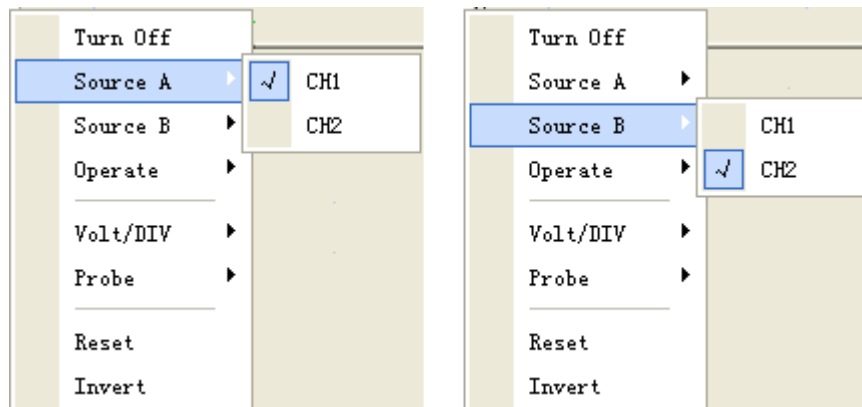 Turn Off
Source A
CH1
Source B
CH2
Operate
Volt/DIV
Probe
Reset
Invert
Turn Off
Source A
Source B
CH1
Operate
CH2
Volt/DIV
Probe
Reset
Invert